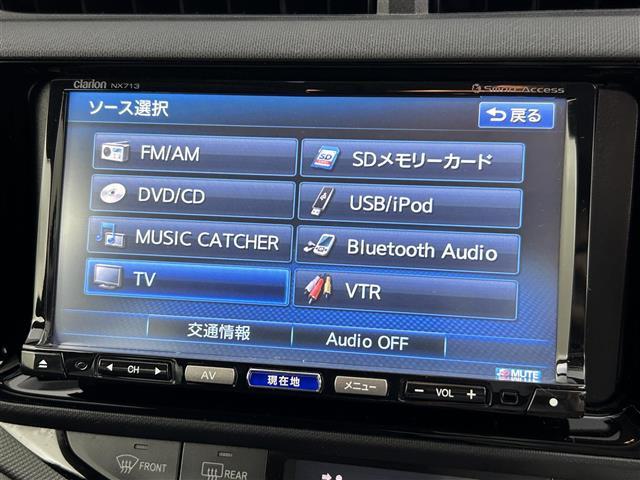 clarion NX713
Smart Access
ソース選択
戻る
FM/AM
SDメモリーカード
DVD/CD
USB/iPod
MUSIC CATCHER
Bluetooth Audio
TV
VTR
交通情報
Audio OFF
MUTE
CH
AV
現在地
メニュー
− VOL +
FRONT
REAR